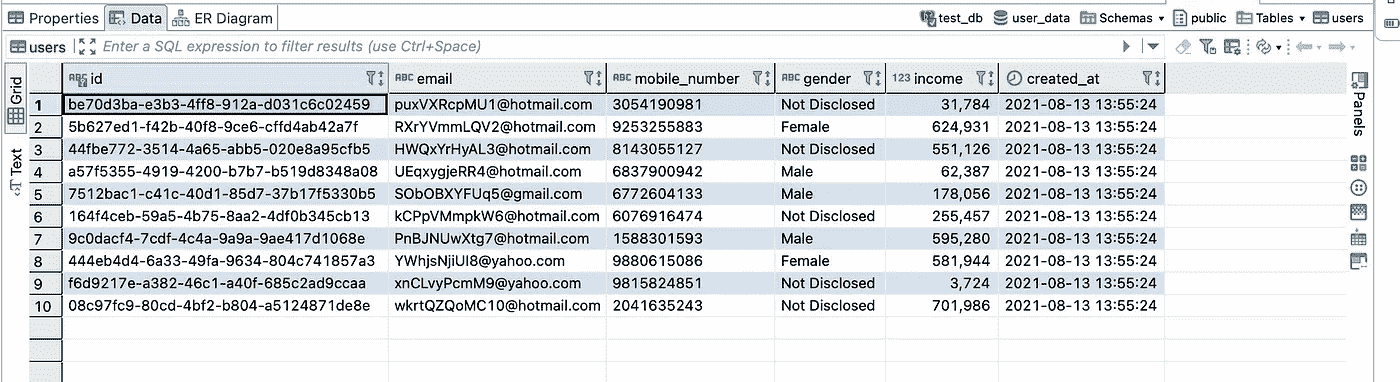 Properties Data ER Diagram test_db user_data Schemas public Tables users
users Enter a SQL expression to filter results (use Ctrl+Space)
Grid
Text
Panels
ABC id ABC email ABC mobile_number ABC gender 123 income created_at
1 be70d3ba-e3b3-4ff8-912a-d031c6c02459 puxVXRcpMU1@hotmail.com 3054190981 Not Disclosed 31,784 2021-08-13 13:55:24
2 5b627ed1-f42b-40f8-9ce6-cffd4ab42a7f RXrYVmmLQV2@hotmail.com 9253255883 Female 624,931 2021-08-13 13:55:24
3 44fbe772-3514-4a65-abb5-020e8a95cfb5 HWQxYrHyAL3@hotmail.com 8143055127 Not Disclosed 551,126 2021-08-13 13:55:24
4 a57f5355-4919-4200-b7b7-b519d8348a08 UEqxygjeRR4@hotmail.com 6837900942 Male 62,387 2021-08-13 13:55:24
5 7512bac1-c41c-40d1-85d7-37b17f5330b5 SObOBXYFUq5@gmail.com 6772604133 Male 178,056 2021-08-13 13:55:24
6 164f4ceb-59a5-4b75-8aa2-4df0b345cb13 kCPpVMmpkW6@hotmail.com 6076916474 Not Disclosed 255,457 2021-08-13 13:55:24
7 9c0dacf4-7cdf-4c4a-9a9a-9ae417d1068e PnBJNUwXtg7@hotmail.com 1588301593 Male 595,280 2021-08-13 13:55:24
8 444eb4d4-6a33-49fa-9634-804c741857a3 YWhjsNjiUI8@yahoo.com 9880615086 Female 581,944 2021-08-13 13:55:24
9 f6d9217e-a382-46c1-a40f-685c2ad9ccaa xnCLvyPcmM9@yahoo.com 9815824851 Not Disclosed 3,724 2021-08-13 13:55:24
10 08c97fc9-80cd-4bf2-b804-a5124871de8e wkrtQZQoMC10@hotmail.com 2041635243 Not Disclosed 701,986 2021-08-13 13:55:24